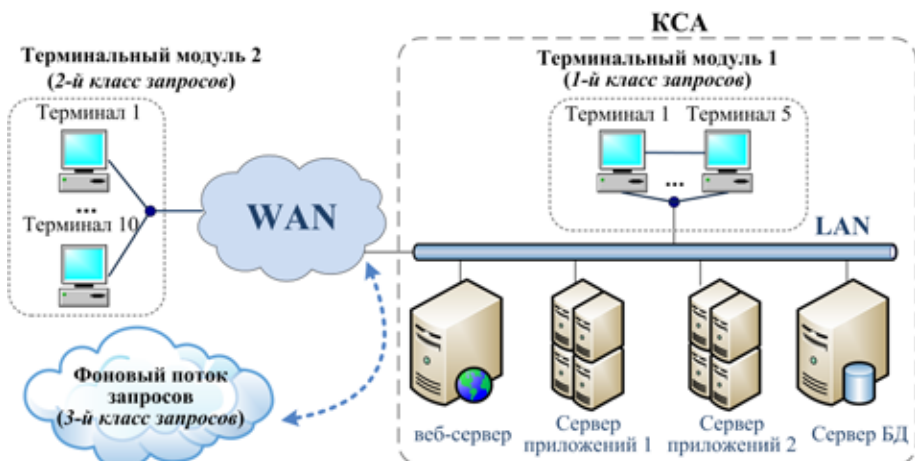 КСА
Терминальный модуль 2
(2-й класс запросов)
Терминал 1
...
Терминал 10
WAN
Терминальный модуль 1
(1-й класс запросов)
Терминал 1 Терминал 5
...
LAN
Фоновый поток
запросов
(3-й класс запросов)
веб-сервер
Сервер
приложений 1
Сервер
приложений 2
Сервер БД